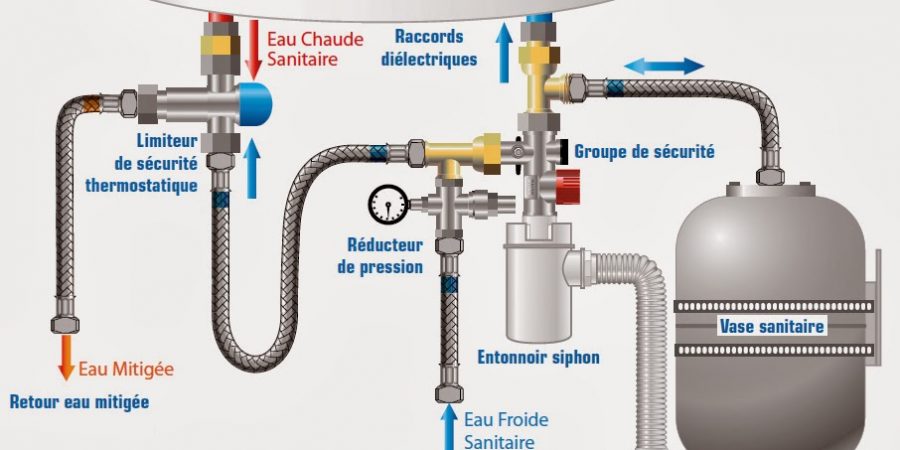 Eau Chaude
Sanitaire
Raccords
diélectriques
Limiteur
de sécurité
thermostatique
Groupe de sécurité
Réducteur
de pression
Vase sanitaire
Entonnoir siphon
Eau Mitigée
Retour eau mitigée
Eau Froide
Sanitaire